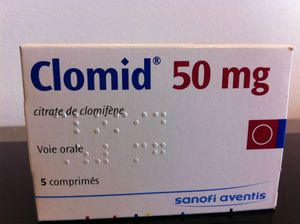 Clomid® 50 mg
citrate de clomifène
Voie orale
5 comprimés
sanofi aventis